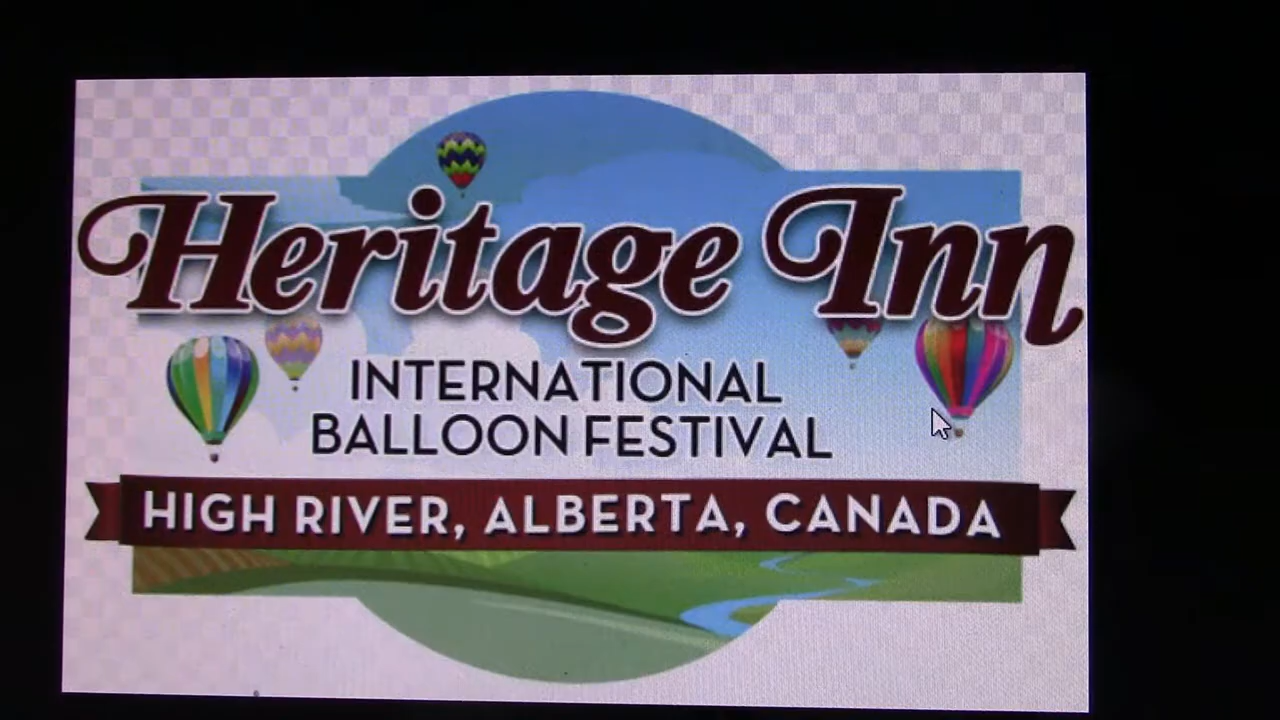 Heritage Inn
INTERNATIONAL
BALLOON FESTIVAL
HIGH RIVER, ALBERTA, CANADA